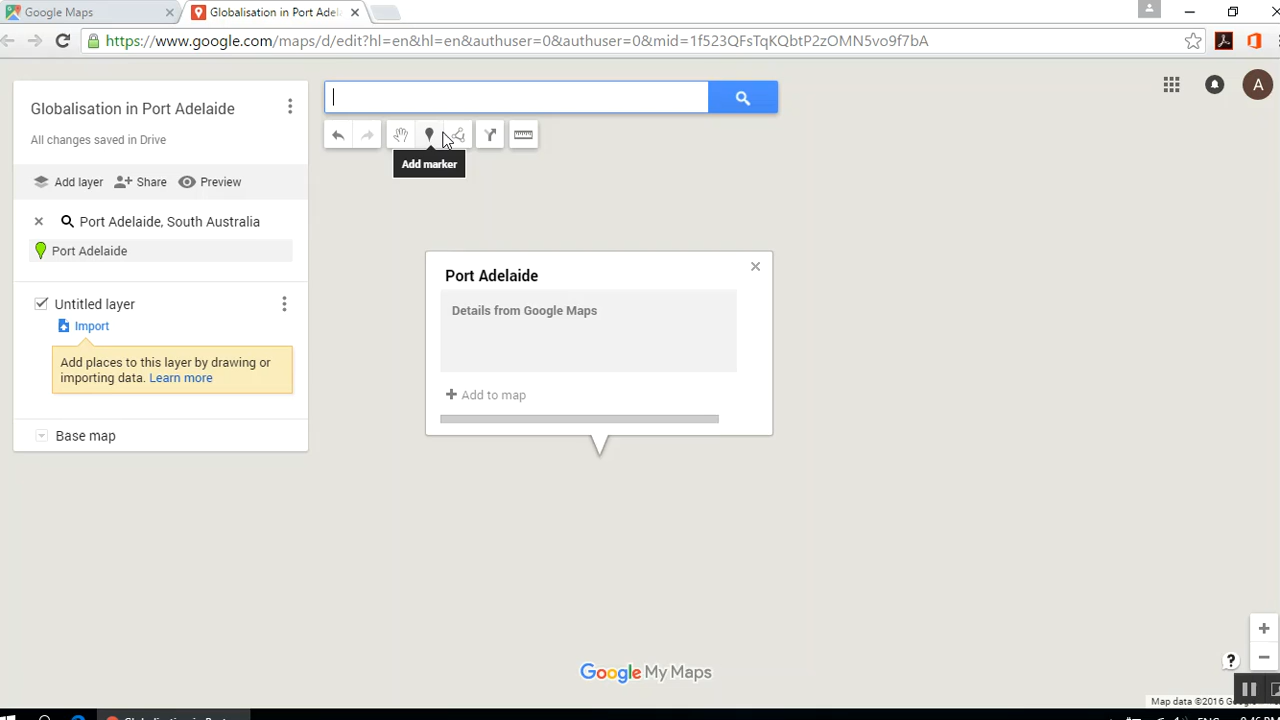 Google Maps
Globalisation in Port Adel
https://www.google.com/maps/d/edit?hl=en&hl=en&authuser=0&authuser=0&mid=1f523QFsTqKQbtP2zOMN5vo9f7bA
Globalisation in Port Adelaide
All changes saved in Drive
A
Add marker
Add layer
Share
Preview
Port Adelaide, South Australia
Port Adelaide
Port Adelaide
Details from Google Maps
Untitled layer
Import
Add places to this layer by drawing or
importing data. Learn more
Add to map
Base map
?
Google My Maps
Map data ©2016